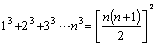 1³ + 2³ + 3³ ⋯ n³ = [n(n+1)/2]²